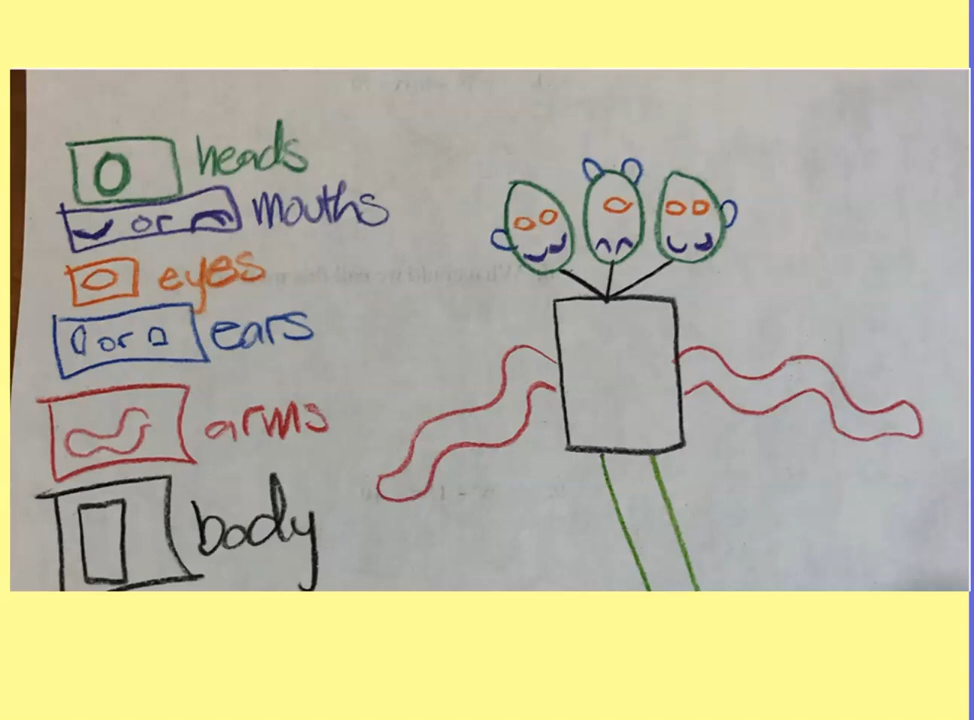 heads
or mouths
eyes
or ears
arms
body